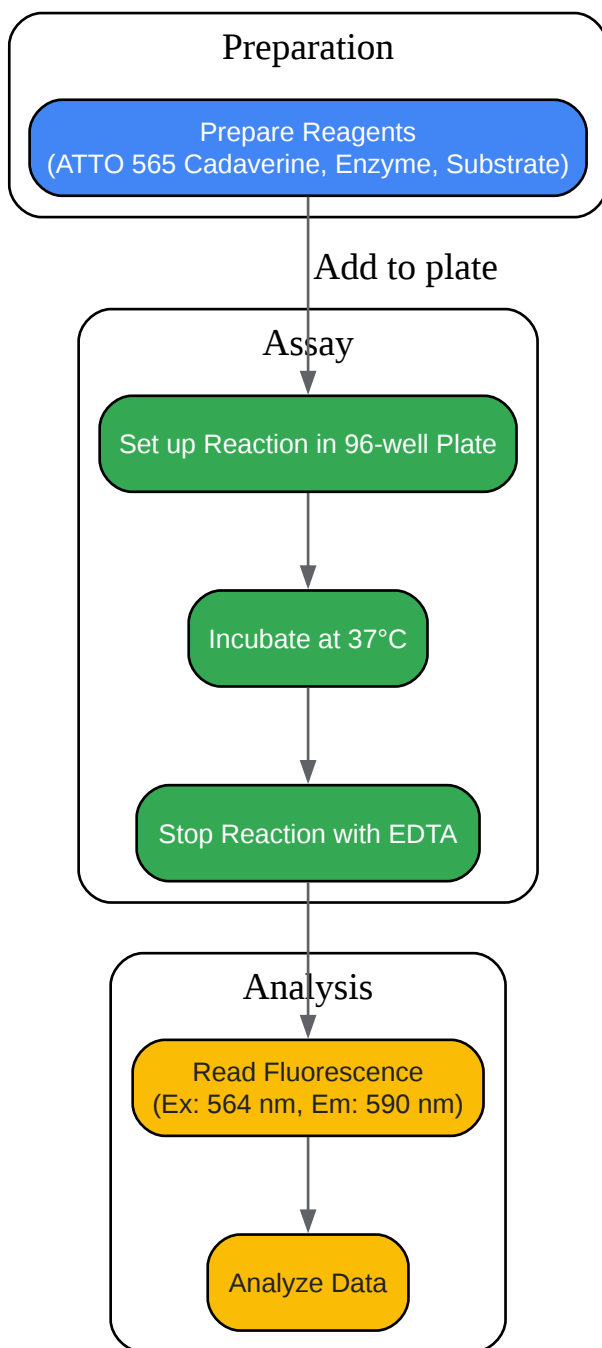 Preparation
Prepare Reagents
(ATTO 565 Cadaverine, Enzyme, Substrate)
Add to plate
Assay
Set up Reaction in 96-well Plate
Incubate at 37°C
Stop Reaction with EDTA
Analysis
Read Fluorescence
(Ex: 564 nm, Em: 590 nm)
Analyze Data